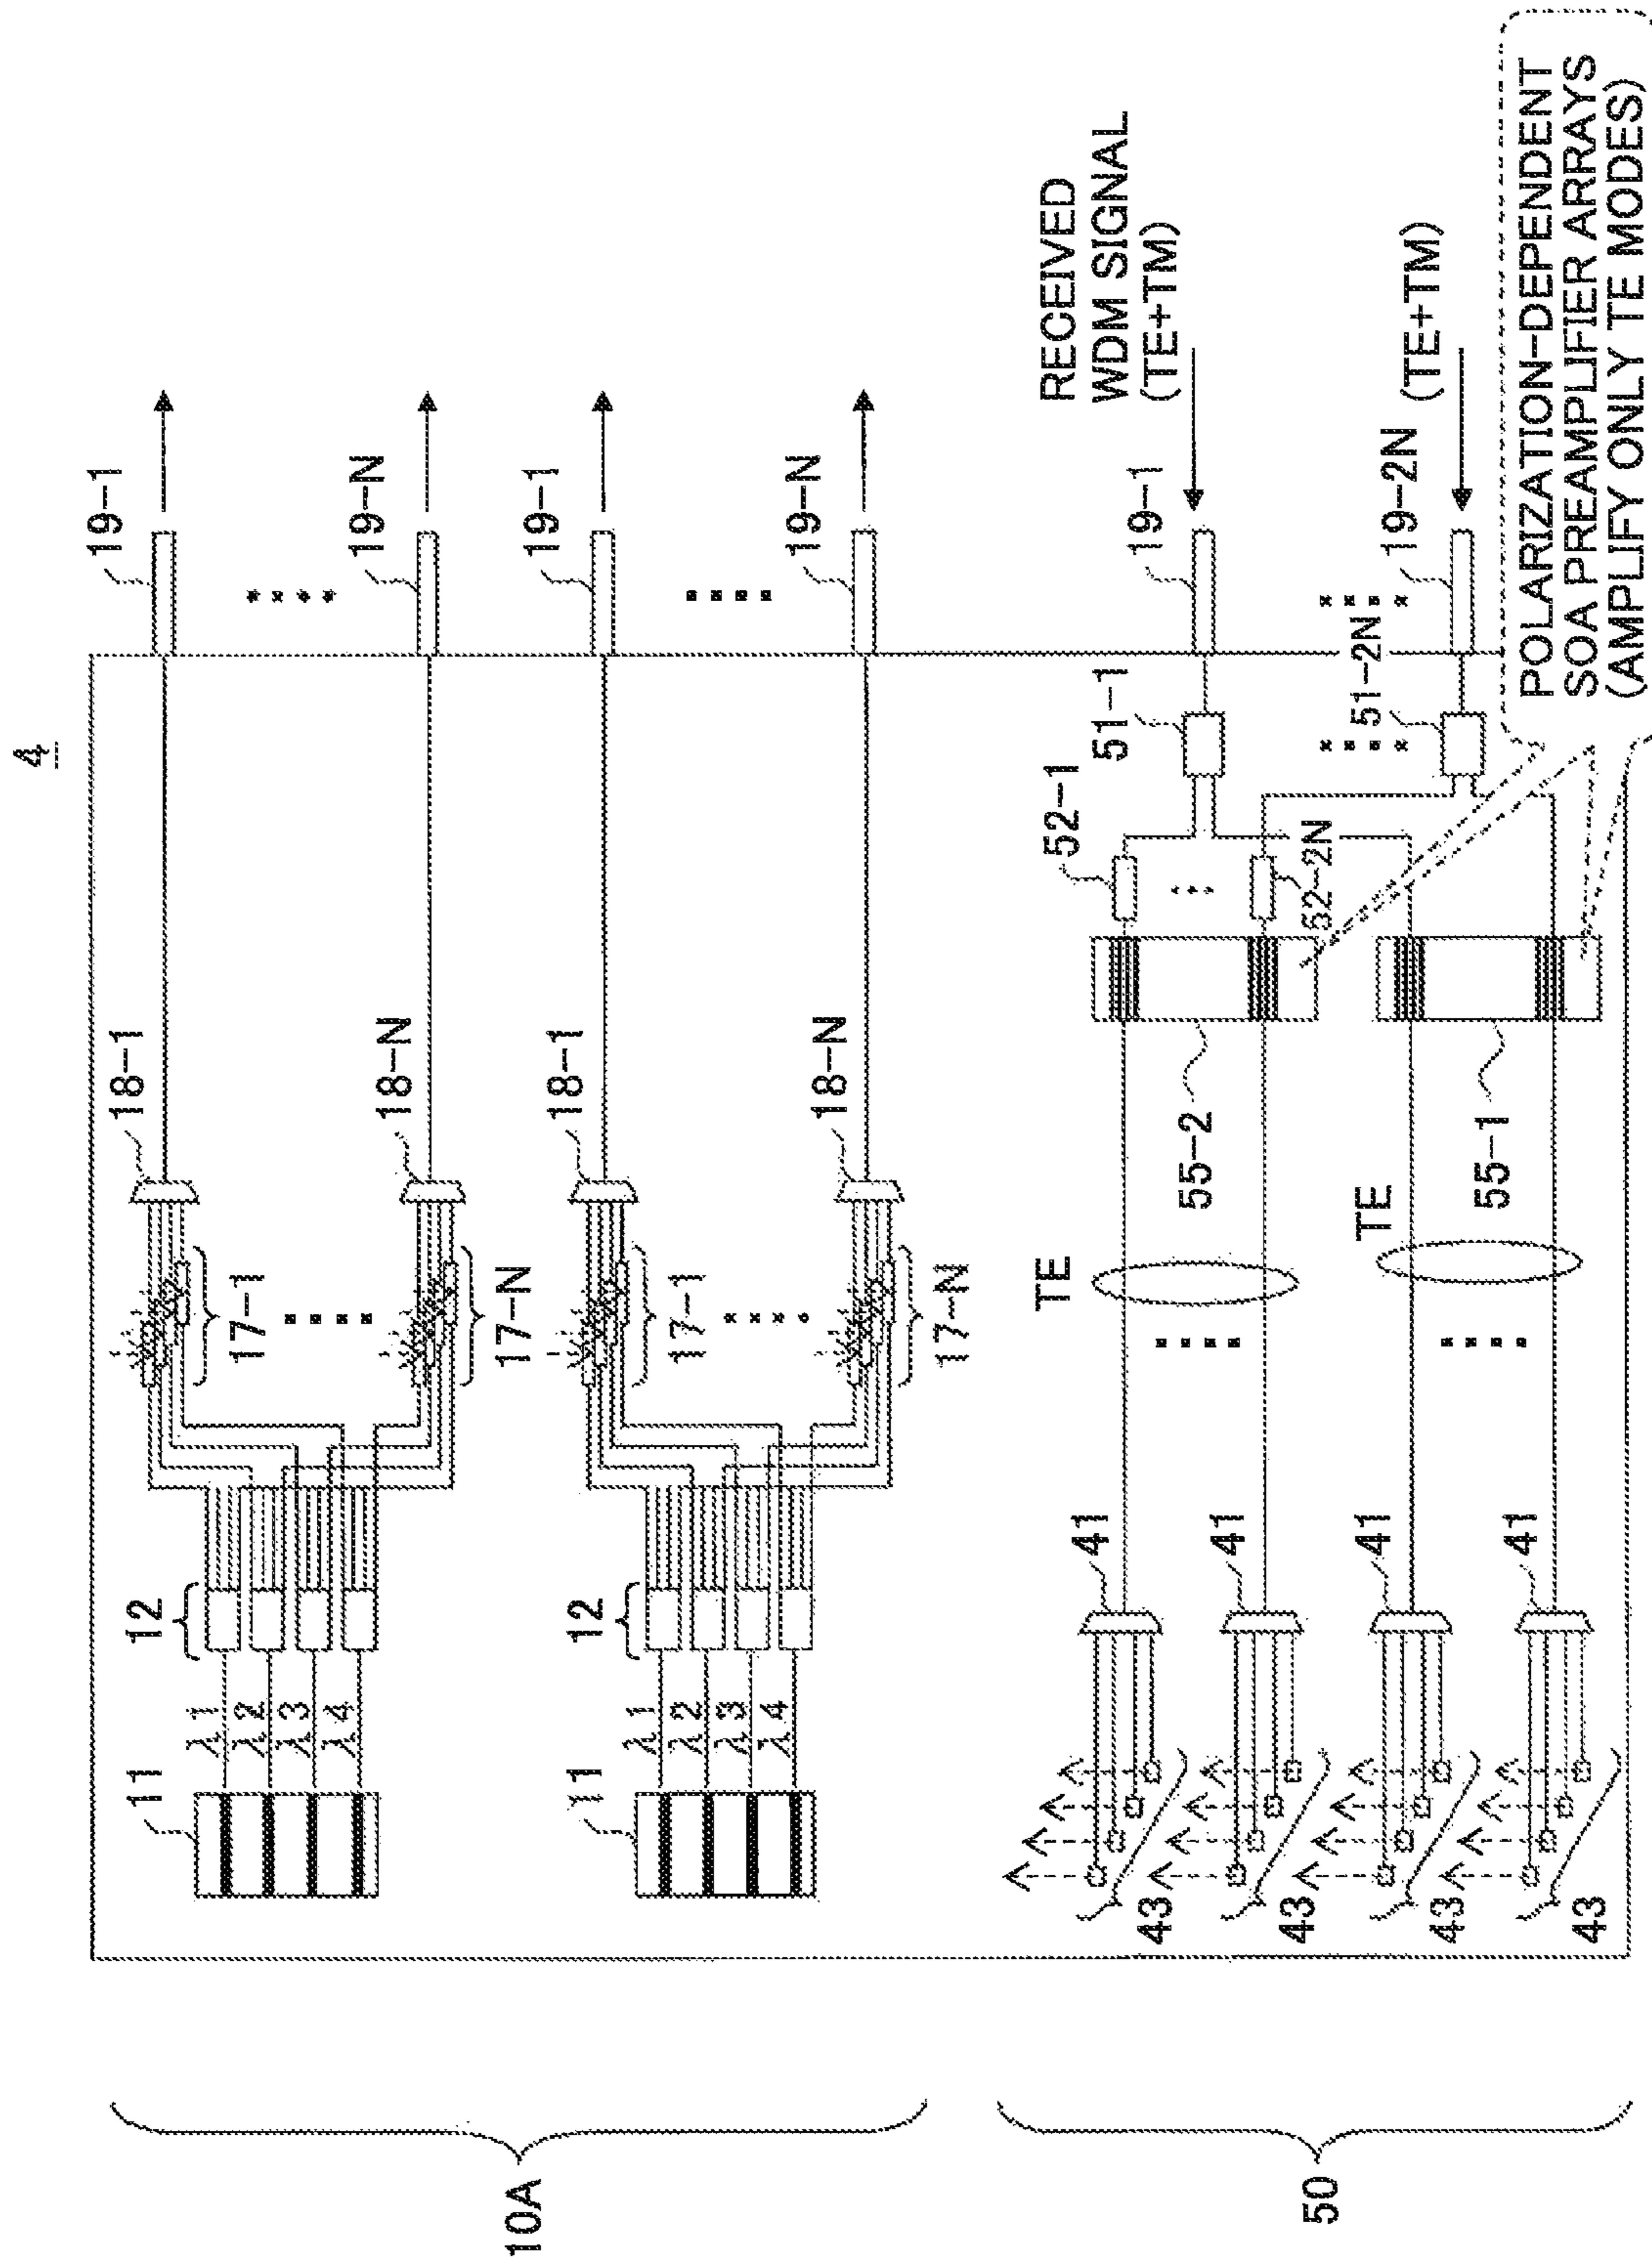 4
19-1
19-N
19-1
19-N
18-1
18-N
18-1
18-N
17-1
17-N
17-1
17-N
12
12
λ1
λ2
λ3
λ4
λ1
λ2
λ3
λ4
11
11
10A
RECEIVED
WDM SIGNAL
(TE+TM)
(TE+TM)
19-1
19-2N
51-1
51-2N
52-1
52-2N
POLARIZATION-DEPENDENT
SOA PREAMPLIFIER ARRAYS
(AMPLIFY ONLY TE MODES)
55-2
55-1
TE
TE
41
41
41
41
43
43
43
43
50